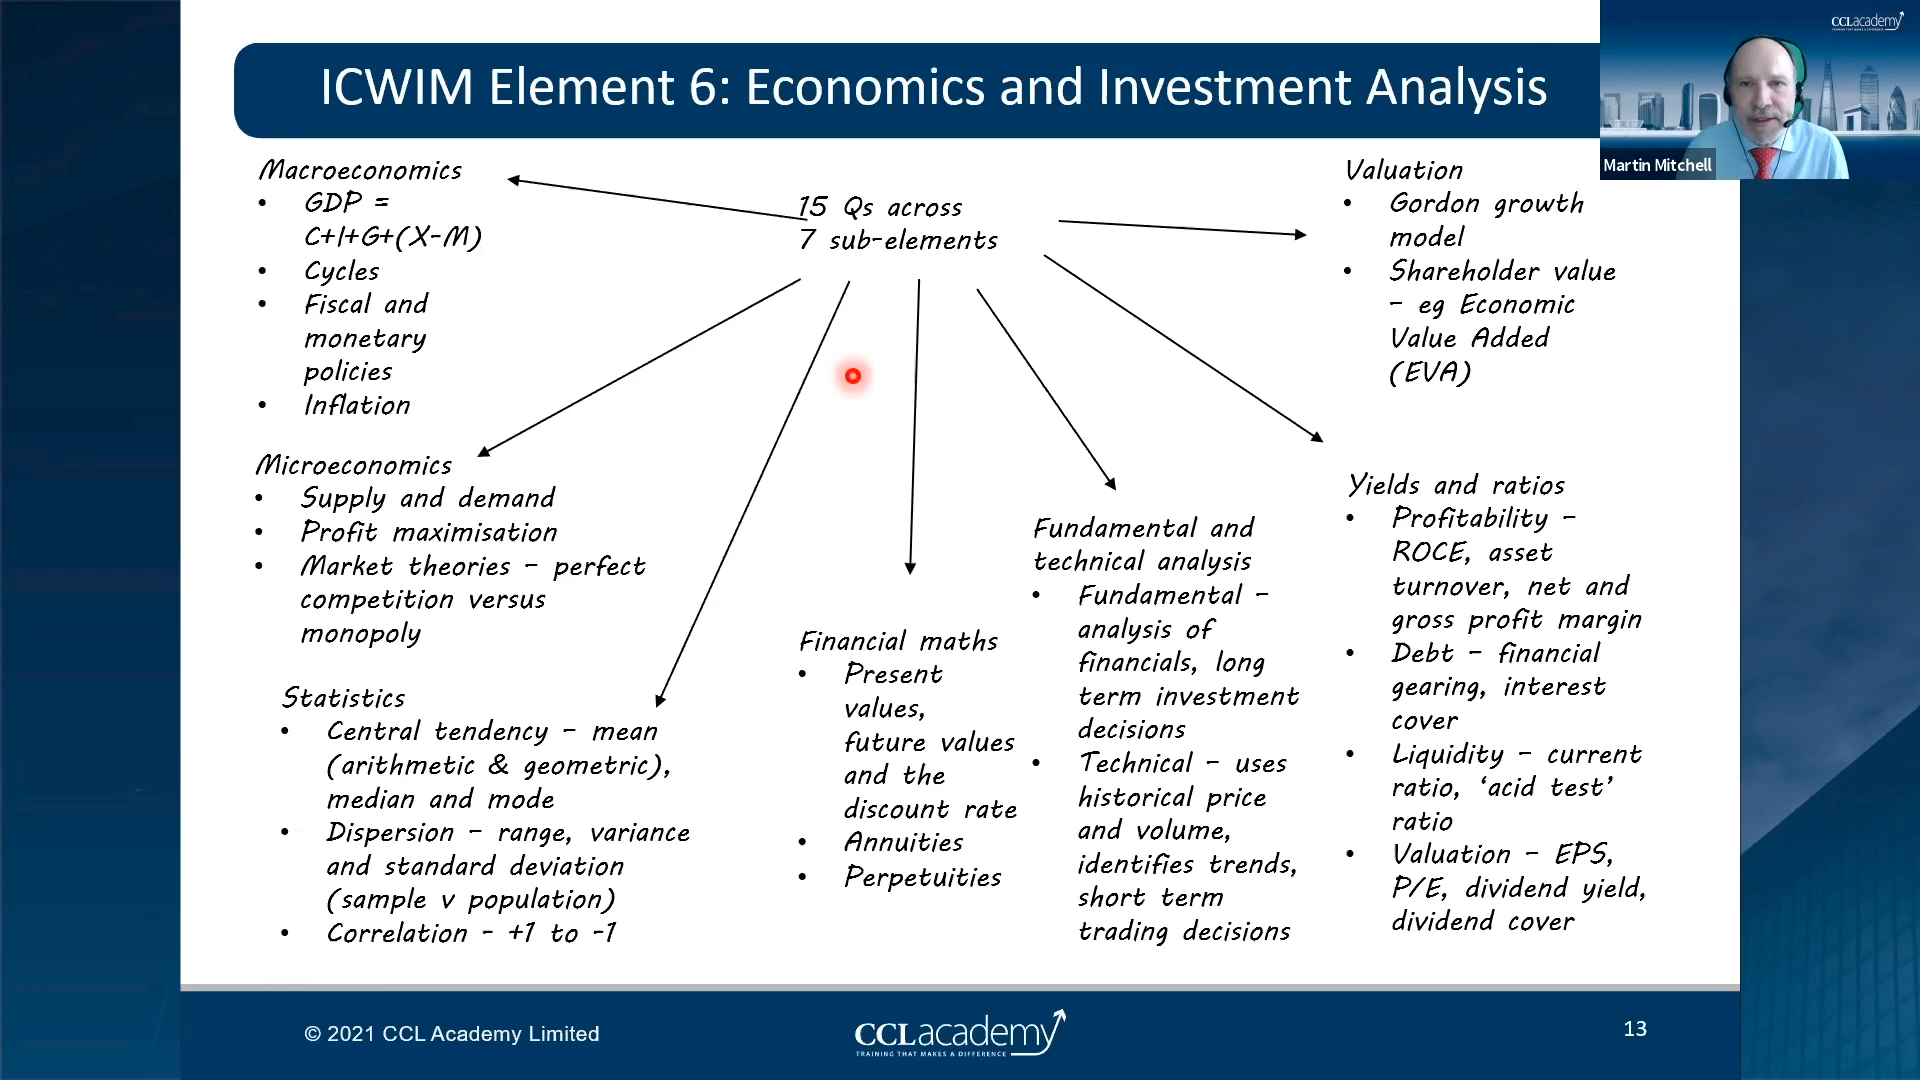 ICWIM Element 6: Economics and Investment Analysis
CCLacademy
TRAINING THAT MAKES A DIFFERENCE
Martin Mitchell
15 Qs across
7 sub-elements
Macroeconomics
• GDP =
C+I+G+(X-M)
• Cycles
• Fiscal and
monetary
policies
• Inflation
Microeconomics
• Supply and demand
• Profit maximisation
• Market theories – perfect
competition versus
monopoly
Statistics
• Central tendency – mean
(arithmetic & geometric),
median and mode
• Dispersion – range, variance
and standard deviation
(sample v population)
• Correlation - +1 to -1
Financial maths
• Present
values,
future values
and the
discount rate
• Annuities
• Perpetuities
Fundamental and
technical analysis
• Fundamental –
analysis of
financials, long
term investment
decisions
• Technical – uses
historical price
and volume,
identifies trends,
short term
trading decisions
Yields and ratios
• Profitability –
ROCE, asset
turnover, net and
gross profit margin
• Debt – financial
gearing, interest
cover
• Liquidity – current
ratio, ‘acid test’
ratio
• Valuation – EPS,
P/E, dividend yield,
dividend cover
Valuation
• Gordon growth
model
• Shareholder value
– eg Economic
Value Added
(EVA)
© 2021 CCL Academy Limited
CCLacademy
TRAINING THAT MAKES A DIFFERENCE
13